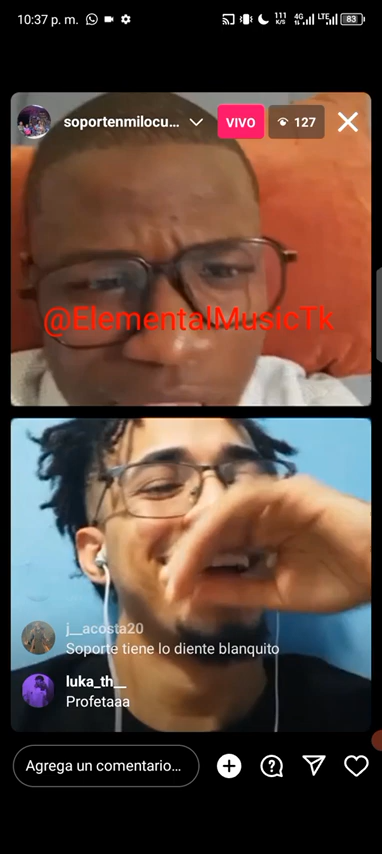 10:37 p. m.
111
K/S
4G
LTE
83
soportenmilocu...
VIVO
127
@ElementalMusicTk
j__acosta20
Soporte tiene lo diente blanquito
luka_th__
Profetaaa
Agrega un comentario...